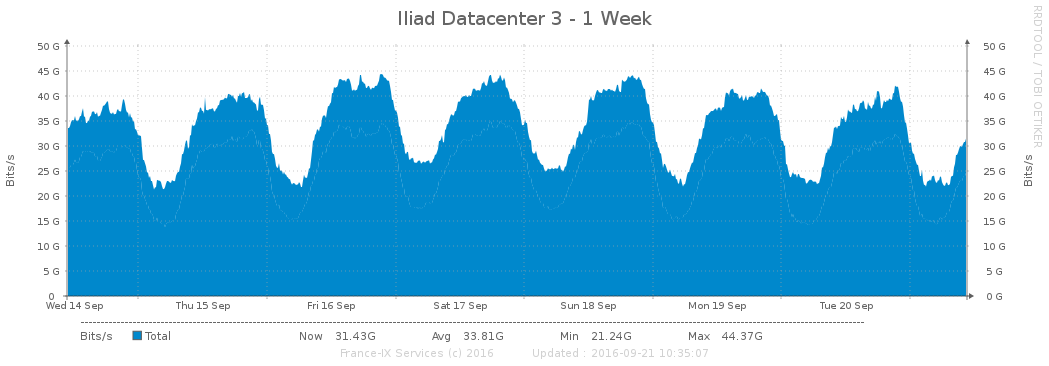 Iliad Datacenter 3 - 1 Week
RRDTOOL / TOBI OETIKER
50 G 50 G
45 G 45 G
40 G 40 G
35 G 35 G
30 G 30 G
25 G 25 G
20 G 20 G
15 G 15 G
10 G 10 G
5 G 5 G
0 0 G
Bits/s Bits/s
Wed 14 Sep Thu 15 Sep Fri 16 Sep Sat 17 Sep Sun 18 Sep Mon 19 Sep Tue 20 Sep
Bits/s Total Now 31.43G Avg 33.81G Min 21.24G Max 44.37G
France-IX Services (c) 2016 Updated : 2016-09-21 10:35:07